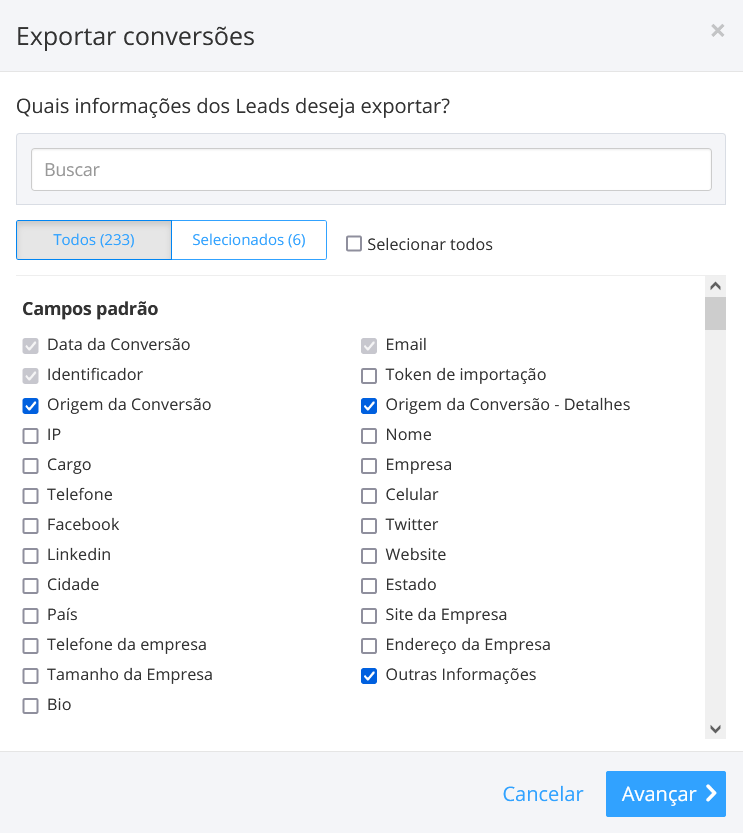 Exportar conversões
Quais informações dos Leads deseja exportar?
Buscar
Todos (233) Selecionados (6) Selecionar todos
Campos padrão
Data da Conversão Email
Identificador Token de importação
Origem da Conversão Origem da Conversão - Detalhes
IP Nome
Cargo Empresa
Telefone Celular
Facebook Twitter
Linkedin Website
Cidade Estado
País Site da Empresa
Telefone da empresa Endereço da Empresa
Tamanho da Empresa Outras Informações
Bio
Cancelar Avançar